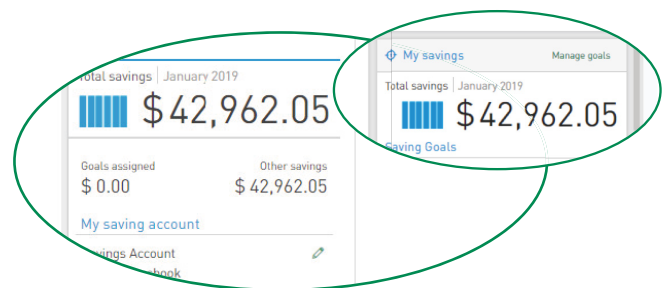 Total savings | January 2019
$42,962.05
Goals assigned
$ 0.00
Other savings
$ 42,962.05
My saving account
Savings Account
My savings
Manage goals
Total savings | January 2019
$42,962.05
Saving Goals